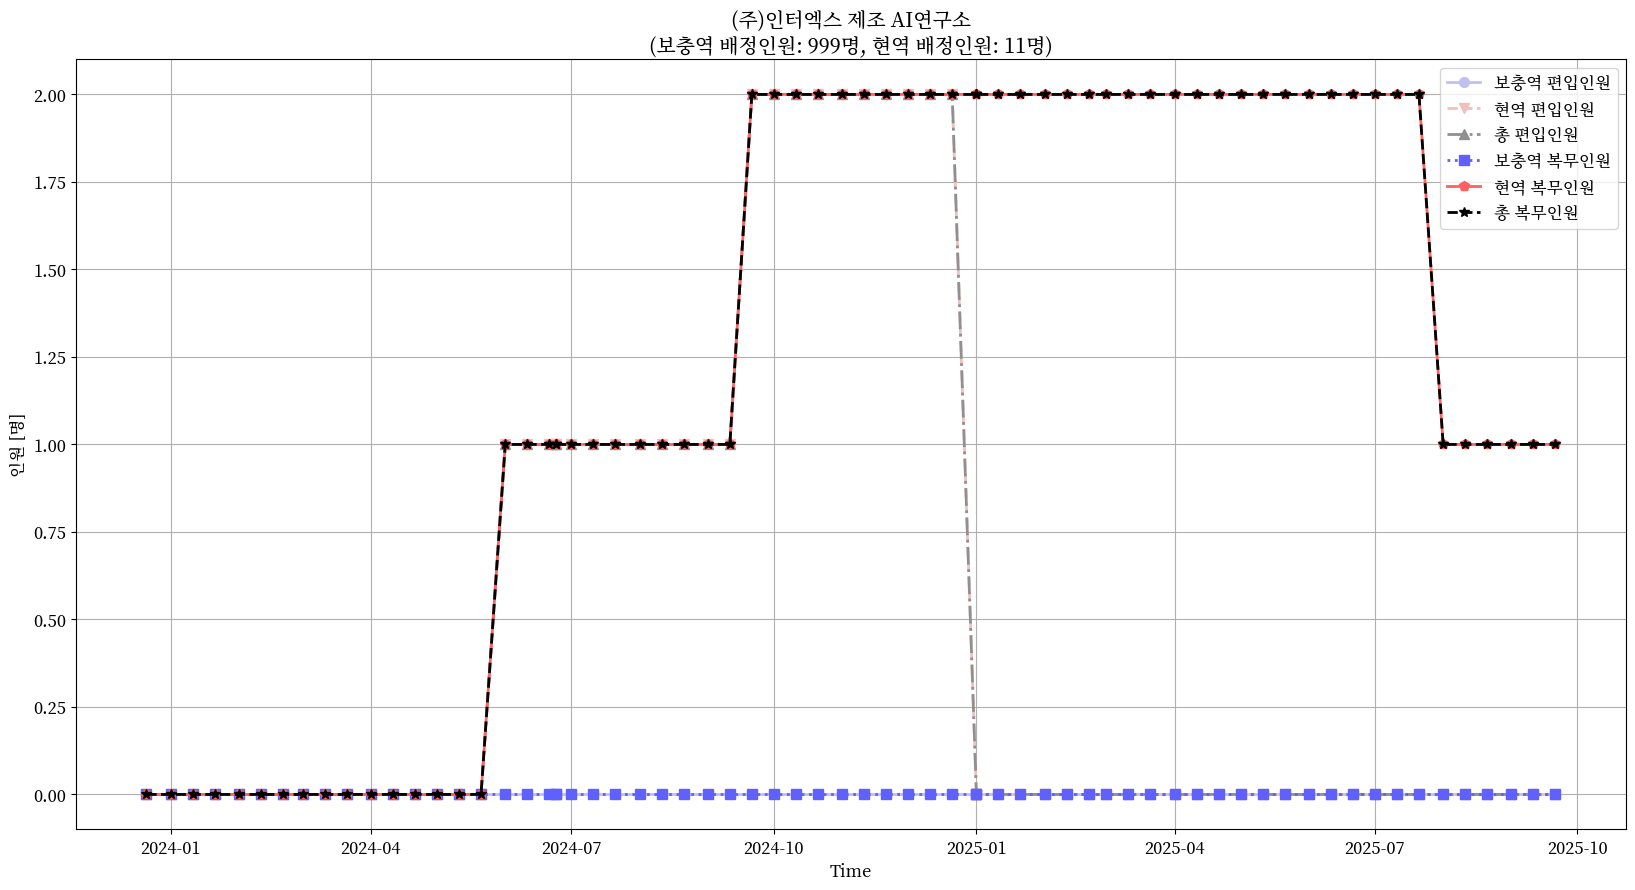 (주)인터엑스 제조 AI연구소
(보충역 배정인원: 999명, 현역 배정인원: 11명)
보충역 편입인원
현역 편입인원
총 편입인원
보충역 복무인원
현역 복무인원
총 복무인원
인원 [명]
2.00
1.75
1.50
1.25
1.00
0.75
0.50
0.25
0.00
2024-01
2024-04
2024-07
2024-10
2025-01
2025-04
2025-07
2025-10
Time